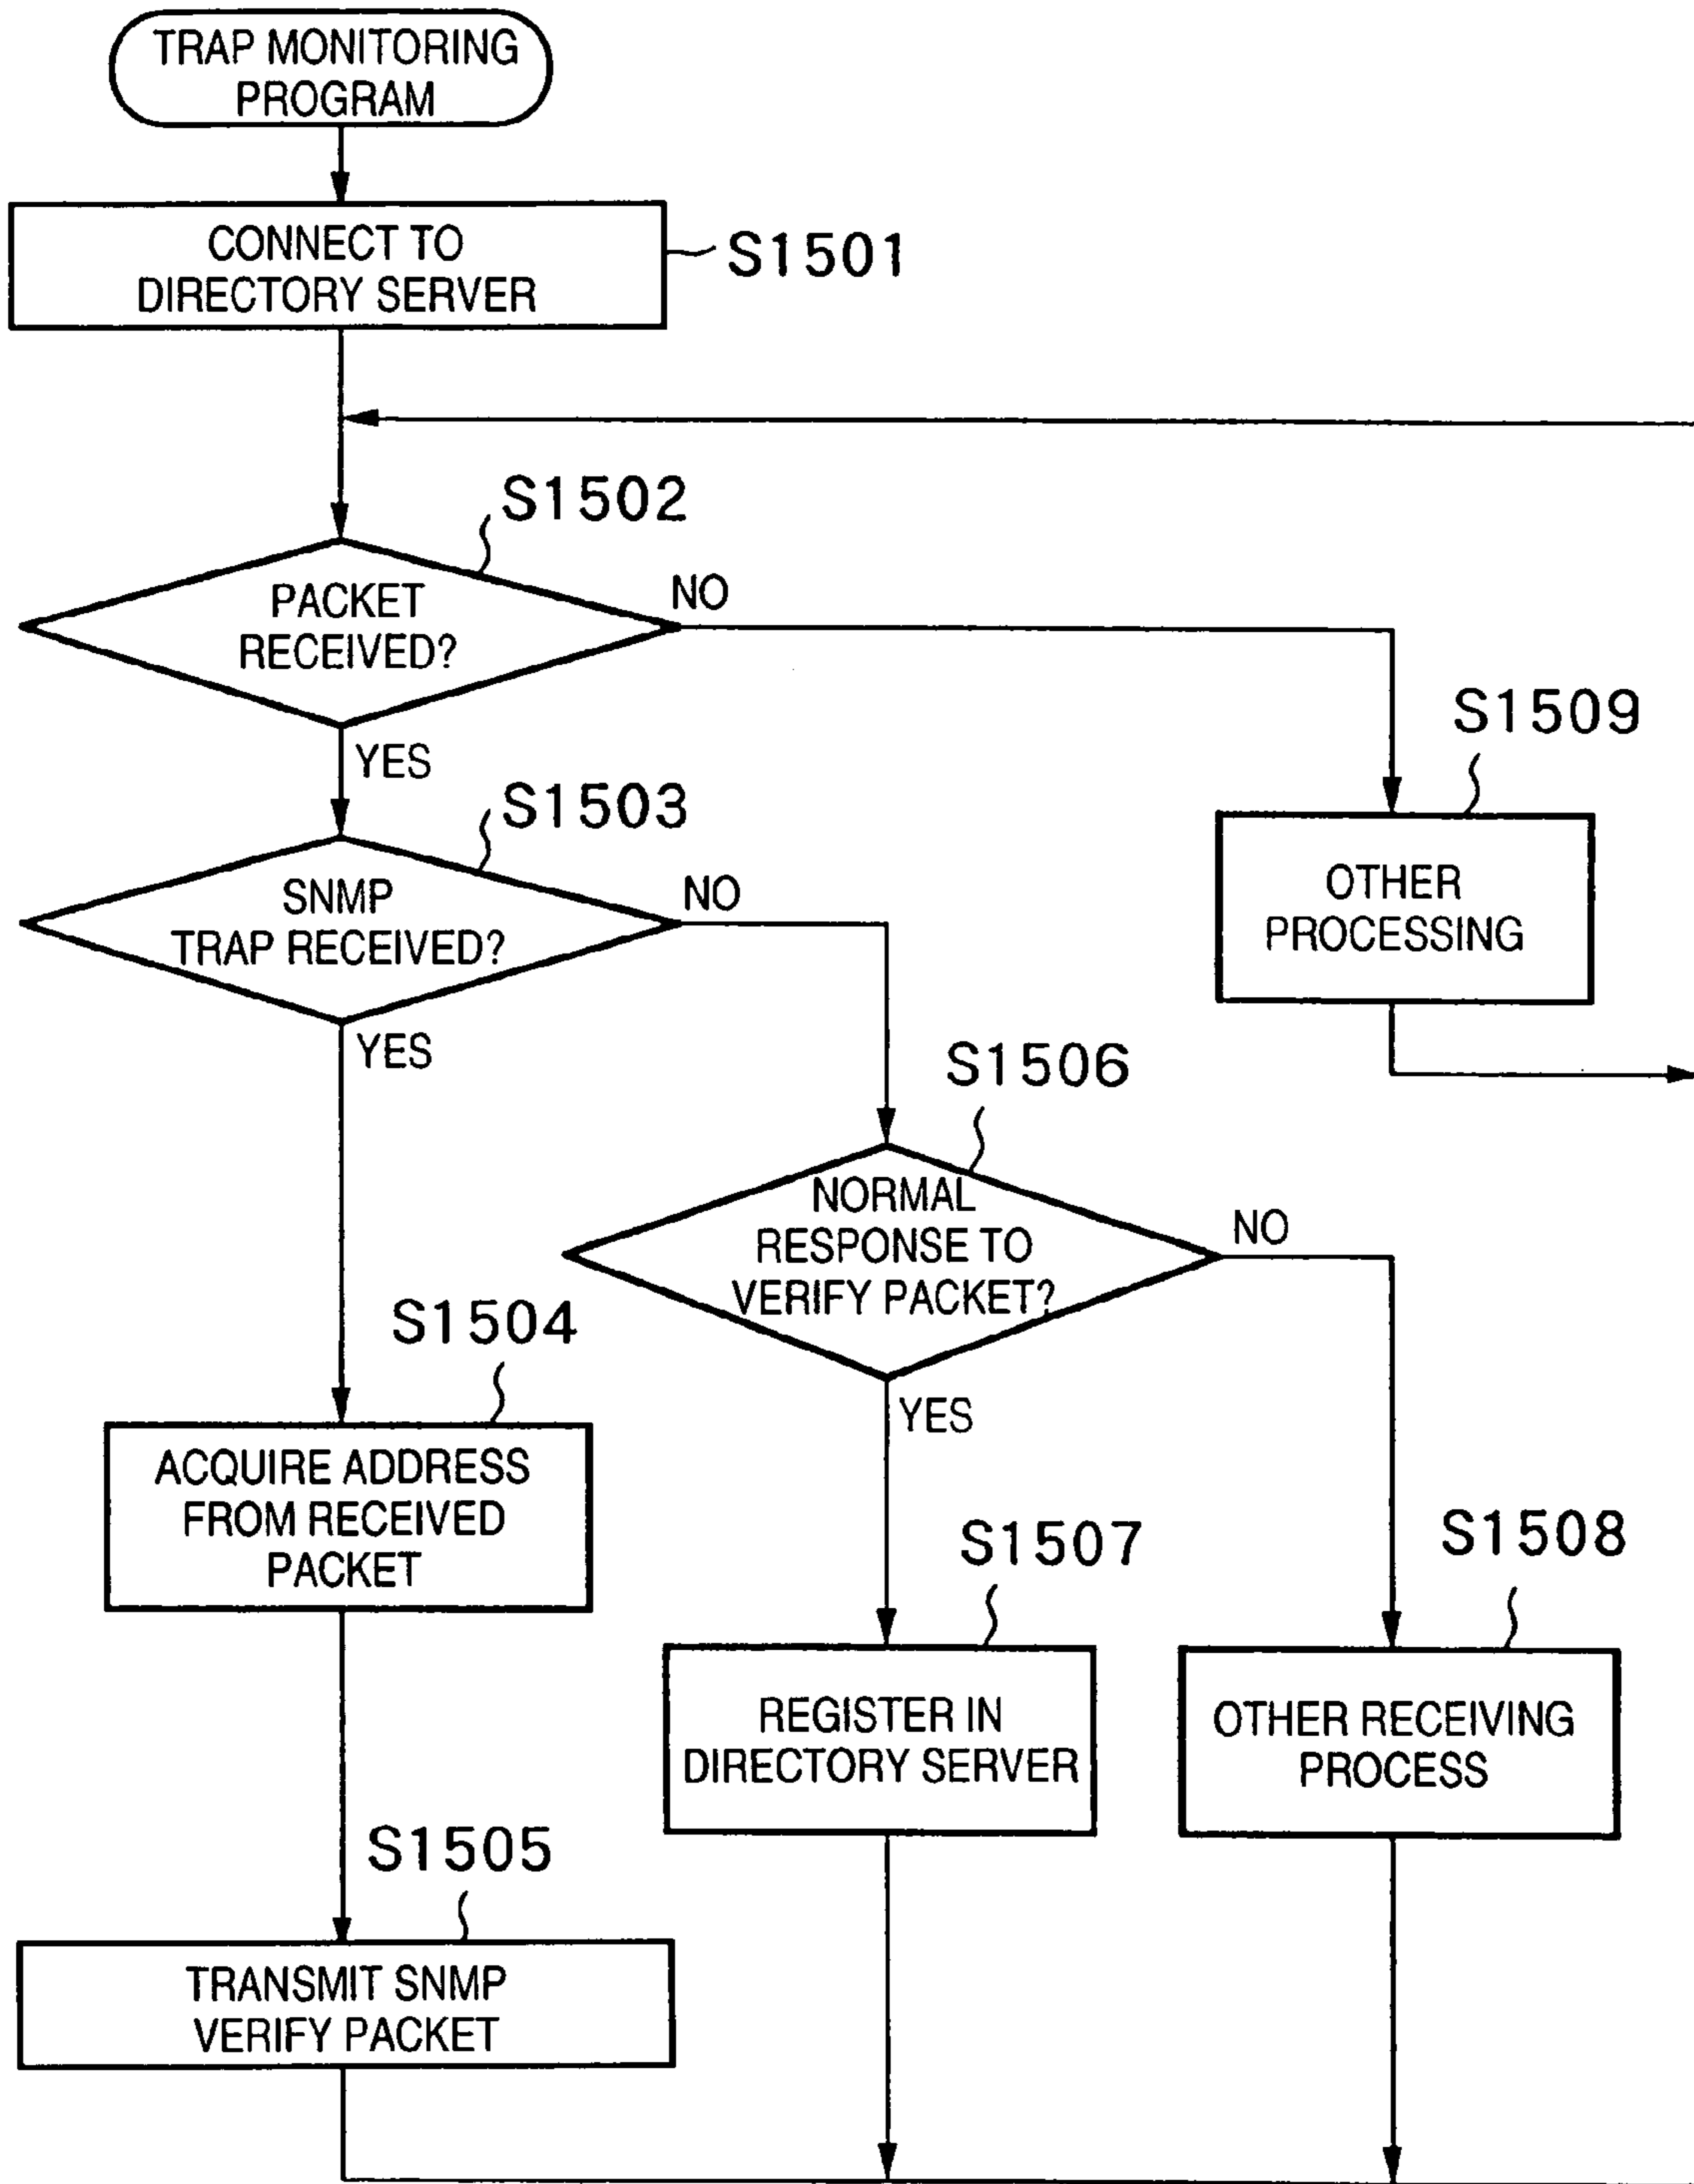 TRAP MONITORING
PROGRAM
CONNECT TO
DIRECTORY SERVER
S1501
S1502
PACKET
RECEIVED?
NO
YES
S1509
OTHER
PROCESSING
S1503
SNMP
TRAP RECEIVED?
NO
YES
S1506
NORMAL
RESPONSE TO
VERIFY PACKET?
NO
YES
S1504
ACQUIRE ADDRESS
FROM RECEIVED
PACKET
S1507
REGISTER IN
DIRECTORY SERVER
S1508
OTHER RECEIVING
PROCESS
S1505
TRANSMIT SNMP
VERIFY PACKET